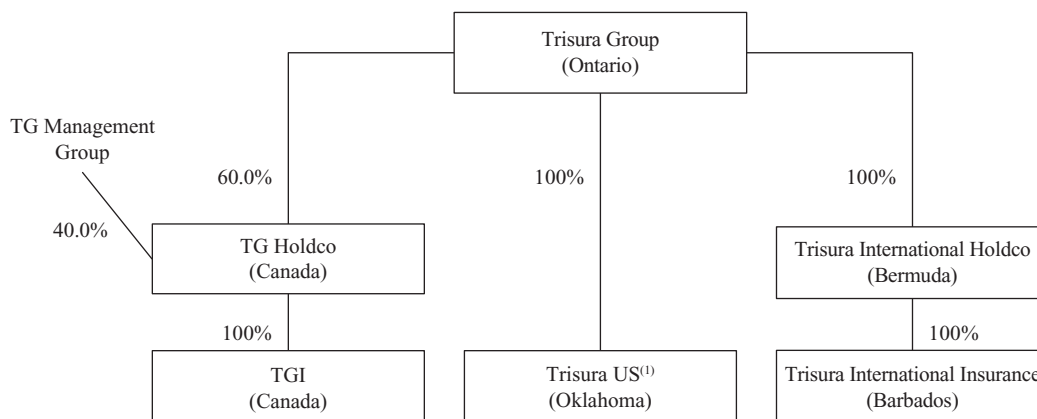 Trisura Group
(Ontario)
TG Management
Group
60.0%
100%
100%
40.0%
TG Holdco
(Canada)
Trisura International Holdco
(Bermuda)
100%
100%
TGI
(Canada)
Trisura US(1)
(Oklahoma)
Trisura International Insurance
(Barbados)